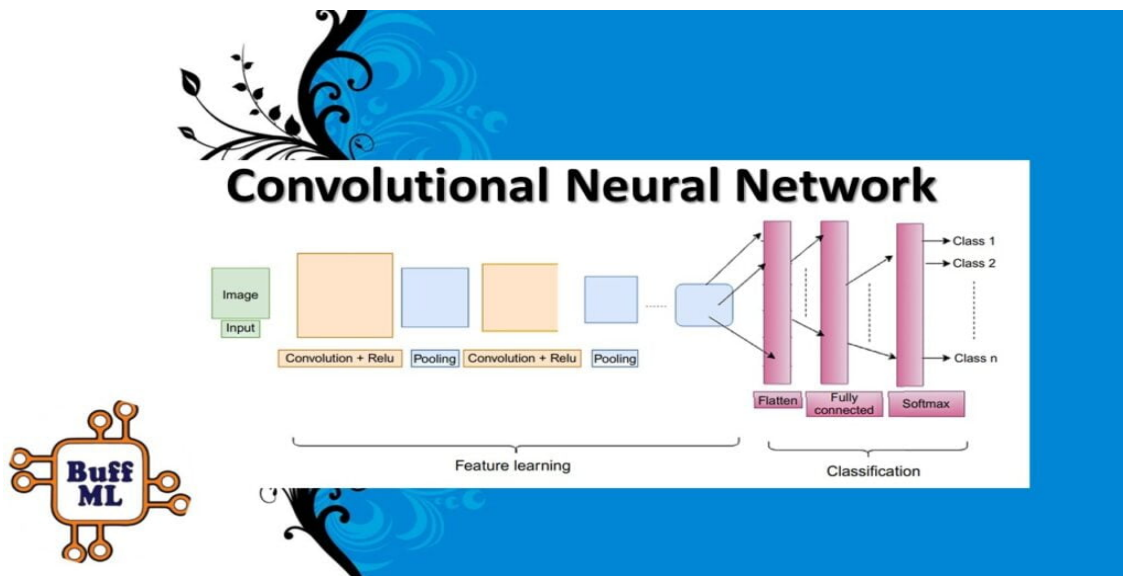 Convolutional Neural Network
Image
Input
Convolution + Relu
Pooling
Convolution + Relu
Pooling
Flatten
Fully
connected
Softmax
Class 1
Class 2
Class n
Feature learning
Classification
Buff
ML